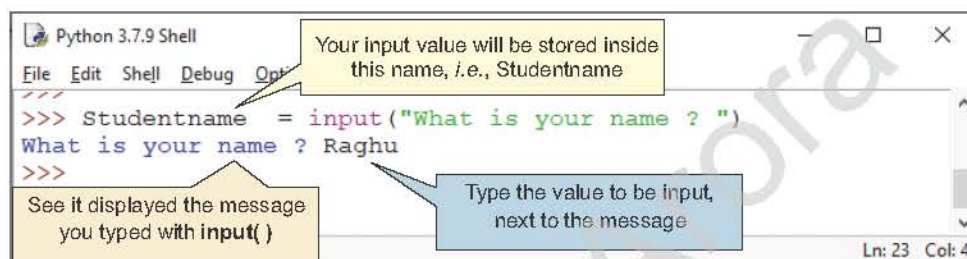 Python 3.7.9 Shell
Your input value will be stored inside
this name, i.e., Studentname
File Edit Shell Debug Opti
>>>
>>> Studentname = input("What is your name ? ")
What is your name ? Raghu
>>>
See it displayed the message
you typed with input( )
Type the value to be input,
next to the message
Ln: 23 Col: 4
Arora